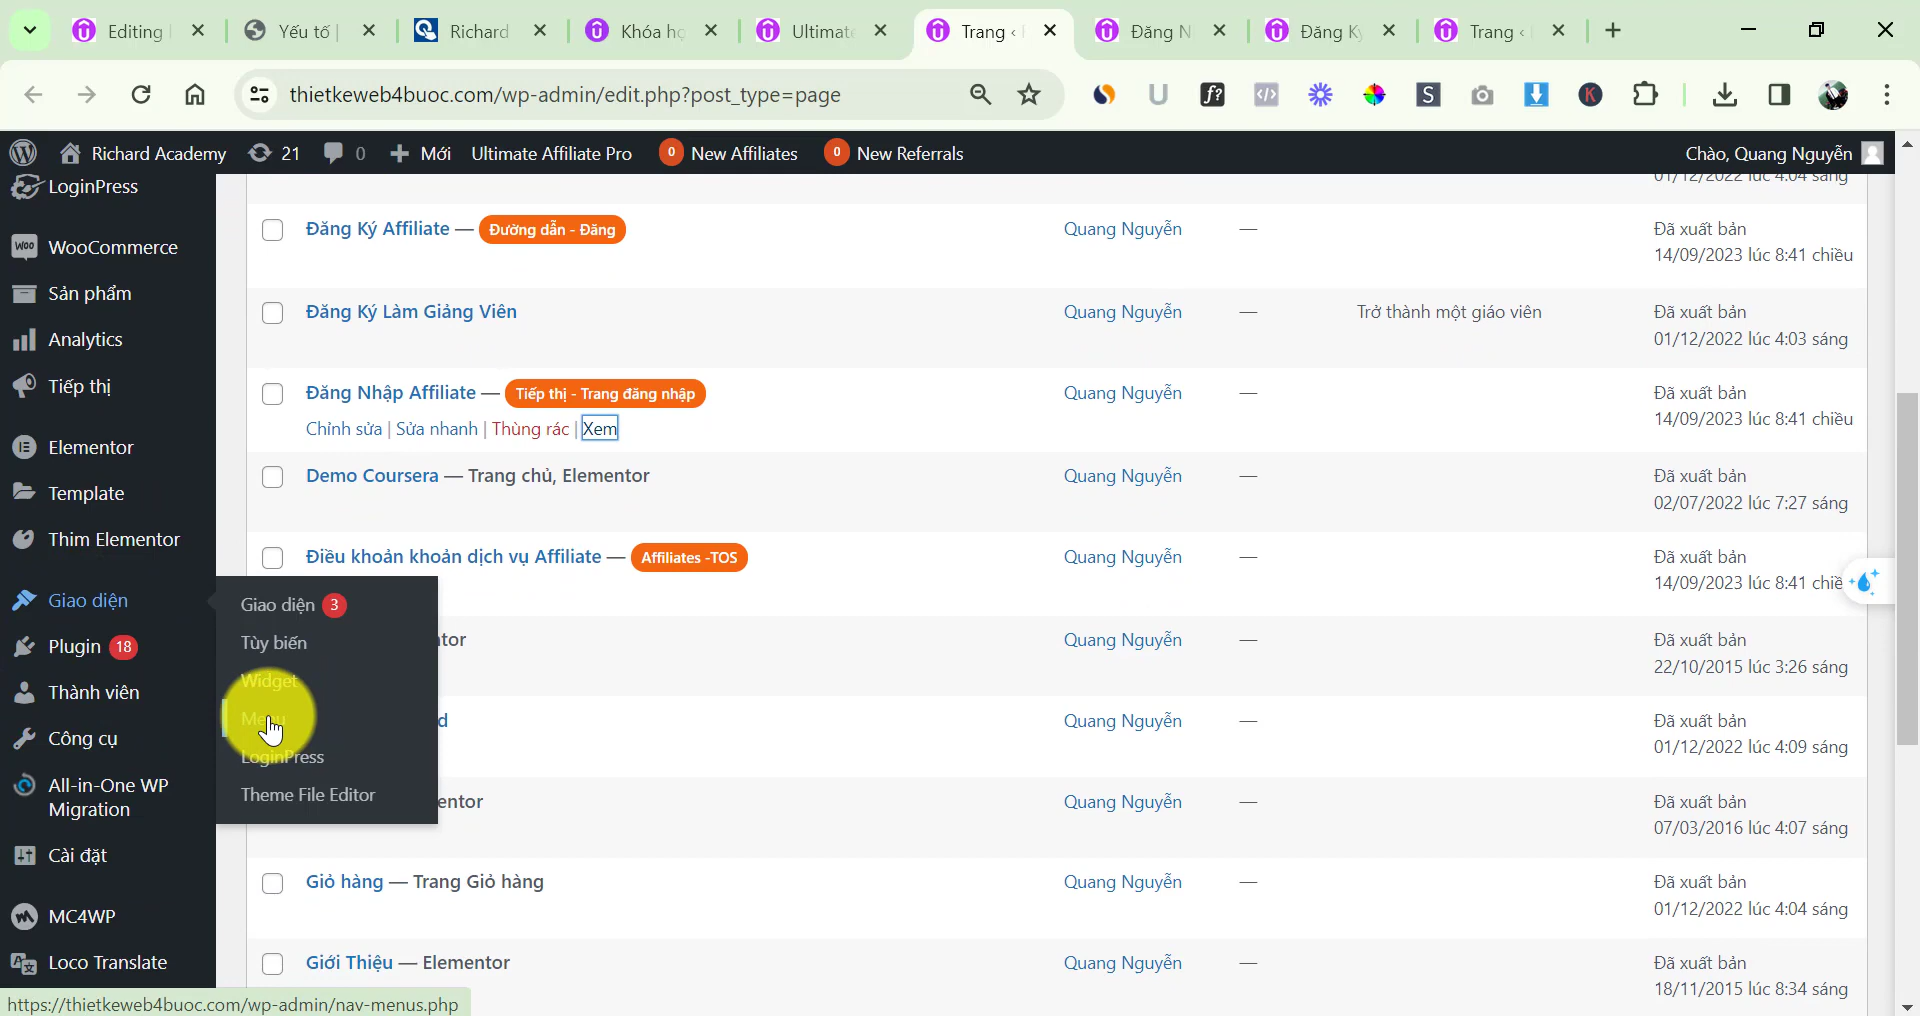 Editing
Yếu tố
Richard
Khóa họ
Ultimate
Trang ‹
Đăng N
Đăng Ký
Trang ‹
thietkeweb4buoc.com/wp-admin/edit.php?post_type=page
Richard Academy
21
0
Mới
Ultimate Affiliate Pro
0 New Affiliates
0 New Referrals
Chào, Quang Nguyễn
01/12/2022 lúc 4:04 sáng
LoginPress
WooCommerce
Sản phẩm
Analytics
Tiếp thị
Elementor
Template
Thim Elementor
Giao diện
Plugin 18
Thành viên
Công cụ
All-in-One WP
Migration
Cài đặt
MC4WP
Loco Translate
Giao diện 3
Tùy biến
Widget
Menu
LoginPress
Theme File Editor
Đăng Ký Affiliate — Đường dẫn - Đăng
Quang Nguyễn
—
Đã xuất bản
14/09/2023 lúc 8:41 chiều
Đăng Ký Làm Giảng Viên
Quang Nguyễn
—
Trở thành một giáo viên
Đã xuất bản
01/12/2022 lúc 4:03 sáng
Đăng Nhập Affiliate — Tiếp thị - Trang đăng nhập
Chỉnh sửa | Sửa nhanh | Thùng rác | Xem
Quang Nguyễn
—
Đã xuất bản
14/09/2023 lúc 8:41 chiều
Demo Coursera — Trang chủ, Elementor
Quang Nguyễn
—
Đã xuất bản
02/07/2022 lúc 7:27 sáng
Điều khoản khoản dịch vụ Affiliate — Affiliates -TOS
Quang Nguyễn
—
Đã xuất bản
14/09/2023 lúc 8:41 chiề
tor
Quang Nguyễn
—
Đã xuất bản
22/10/2015 lúc 3:26 sáng
d
Quang Nguyễn
—
Đã xuất bản
01/12/2022 lúc 4:09 sáng
entor
Quang Nguyễn
—
Đã xuất bản
07/03/2016 lúc 4:07 sáng
Giỏ hàng — Trang Giỏ hàng
Quang Nguyễn
—
Đã xuất bản
01/12/2022 lúc 4:04 sáng
Giới Thiệu — Elementor
Quang Nguyễn
—
Đã xuất bản
18/11/2015 lúc 8:34 sáng
https://thietkeweb4buoc.com/wp-admin/nav-menus.php